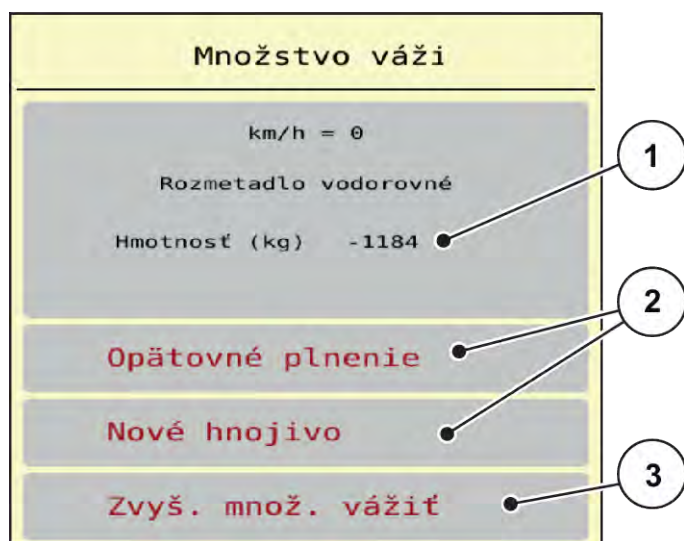 Množstvo váži
km/h = 0
Rozmetadlo vodorovné
1
Hmotnosť (kg) -1184
2
Opätovné plnenie
Nové hnojivo
3
Zvyš. množ. vážiť